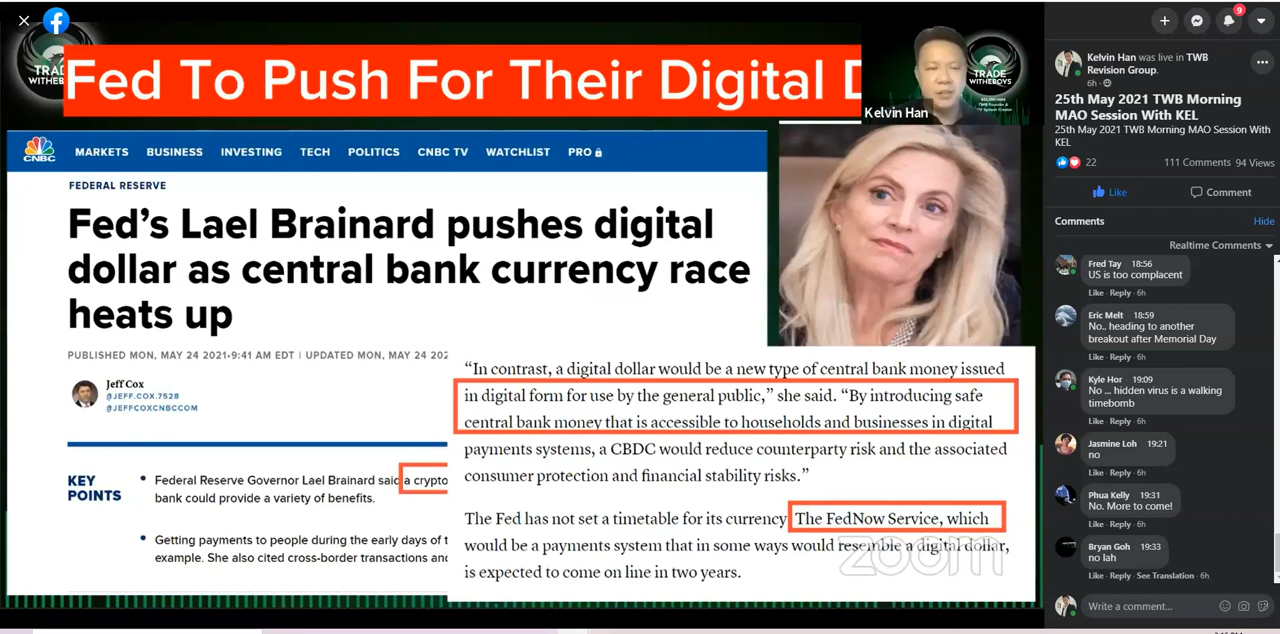 TRADE
WITHEBOYS
Fed To Push For Their Digital D
TRADE
WITHEBOYS
KELVIN HAN
Kelvin Han
CNBC
MARKETS BUSINESS INVESTING TECH POLITICS CNBC TV WATCHLIST PRO
FEDERAL RESERVE
Fed’s Lael Brainard pushes digital
dollar as central bank currency race
heats up
PUBLISHED MON, MAY 24 2021•9:41 AM EDT | UPDATED MON, MAY 24 202
Jeff Cox
@JEFF.COX.7528
@JEFFCOXCNBCCOM
KEY
POINTS
• Federal Reserve Governor Lael Brainard said a crypto
bank could provide a variety of benefits.
• Getting payments to people during the early days of t
example. She also cited cross-border transactions and
“In contrast, a digital dollar would be a new type of central bank money issued
in digital form for use by the general public,” she said. “By introducing safe
central bank money that is accessible to households and businesses in digital
payments systems, a CBDC would reduce counterparty risk and the associated
consumer protection and financial stability risks.”
The Fed has not set a timetable for its currency. The FedNow Service, which
would be a payments system that in some ways would resemble a digital dollar,
is expected to come on line in two years.
zoom
9
Kelvin Han was live in TWB
Revision Group.
6h
25th May 2021 TWB Morning
MAO Session With KEL
25th May 2021 TWB Morning MAO Session With
KEL
22 111 Comments 94 Views
Like Comment
Comments Hide
Realtime Comments
Fred Tay 18:56
US is too complacent
Like · Reply · 6h
Eric Melt 18:59
No.. heading to another
breakout after Memorial Day
Like · Reply · 6h
Kyle Hor 19:09
No ... hidden virus is a walking
timebomb
Like · Reply · 6h
Jasmine Loh 19:21
no
Like · Reply · 6h
Phua Kelly 19:31
No. More to come!
Like · Reply · 6h
Bryan Goh 19:33
no lah
Like · Reply · See Translation · 6h
Write a comment...